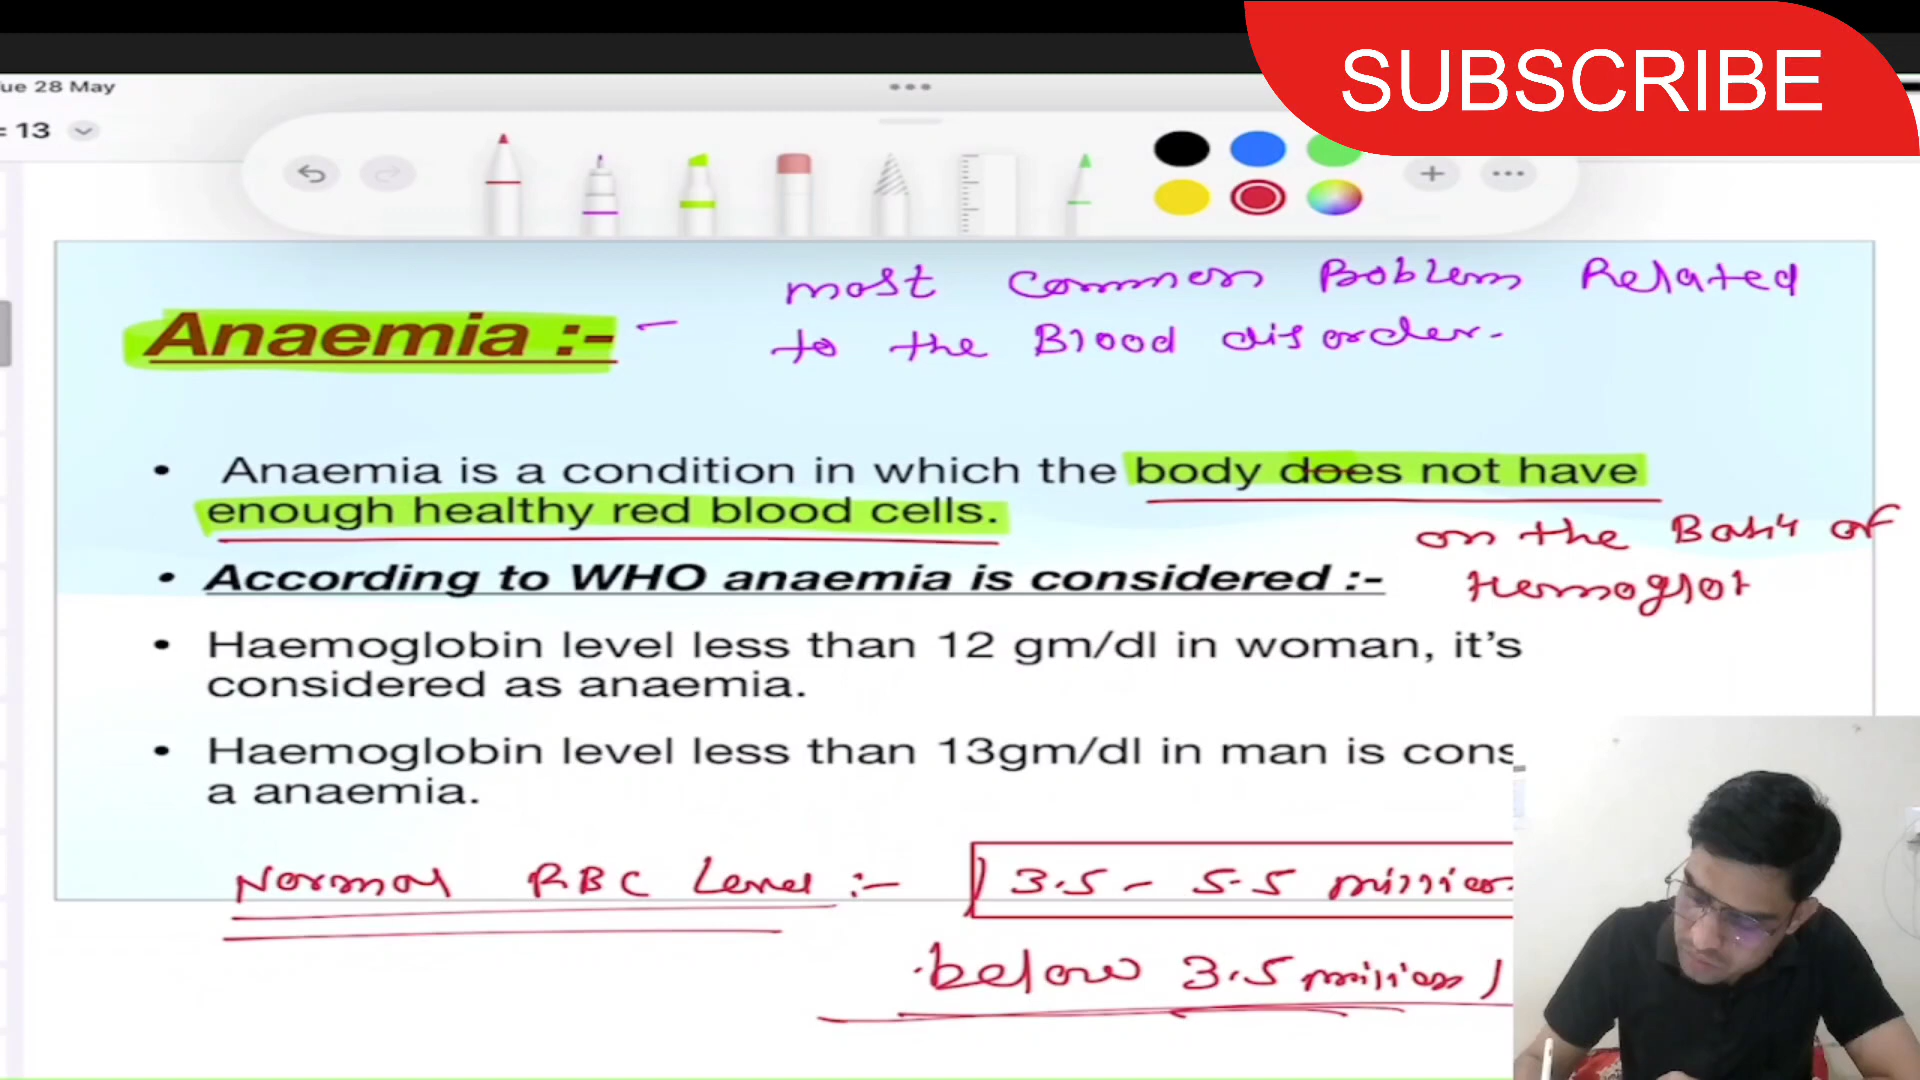 SUBSCRIBE
ue 28 May
= 13
most Common Boblem Related
Anaemia :- -
to the Blood disorder.
• Anaemia is a condition in which the body does not have
enough healthy red blood cells.
on the Basis of
• According to WHO anaemia is considered :-
Hemoglob
• Haemoglobin level less than 12 gm/dl in woman, it's
considered as anaemia.
• Haemoglobin level less than 13gm/dl in man is cons
a anaemia.
Normal RBC Level :- 3.5 - 5.5 million
below 3.5 million /